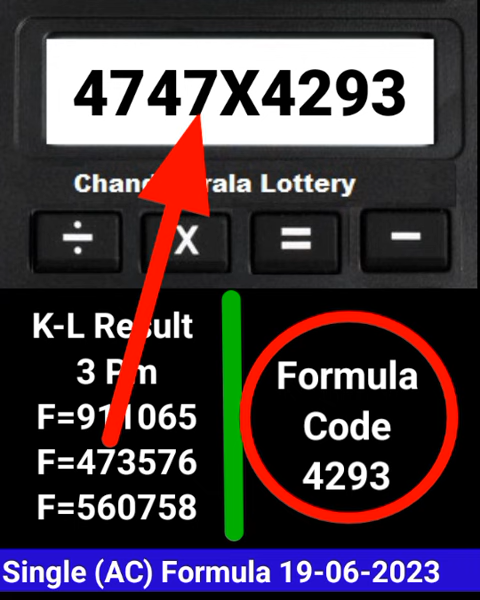 4747X4293
Lottery
÷ X = −
K-L Result
3 Pm
F=911065
F=473576
F=560758
Formula
Code
4293
Single (AC) Formula 19-06-2023